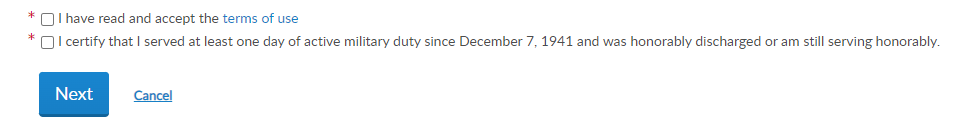 * I have read and accept the terms of use
* I certify that I served at least one day of active military duty since December 7, 1941 and was honorably discharged or am still serving honorably.
Next Cancel